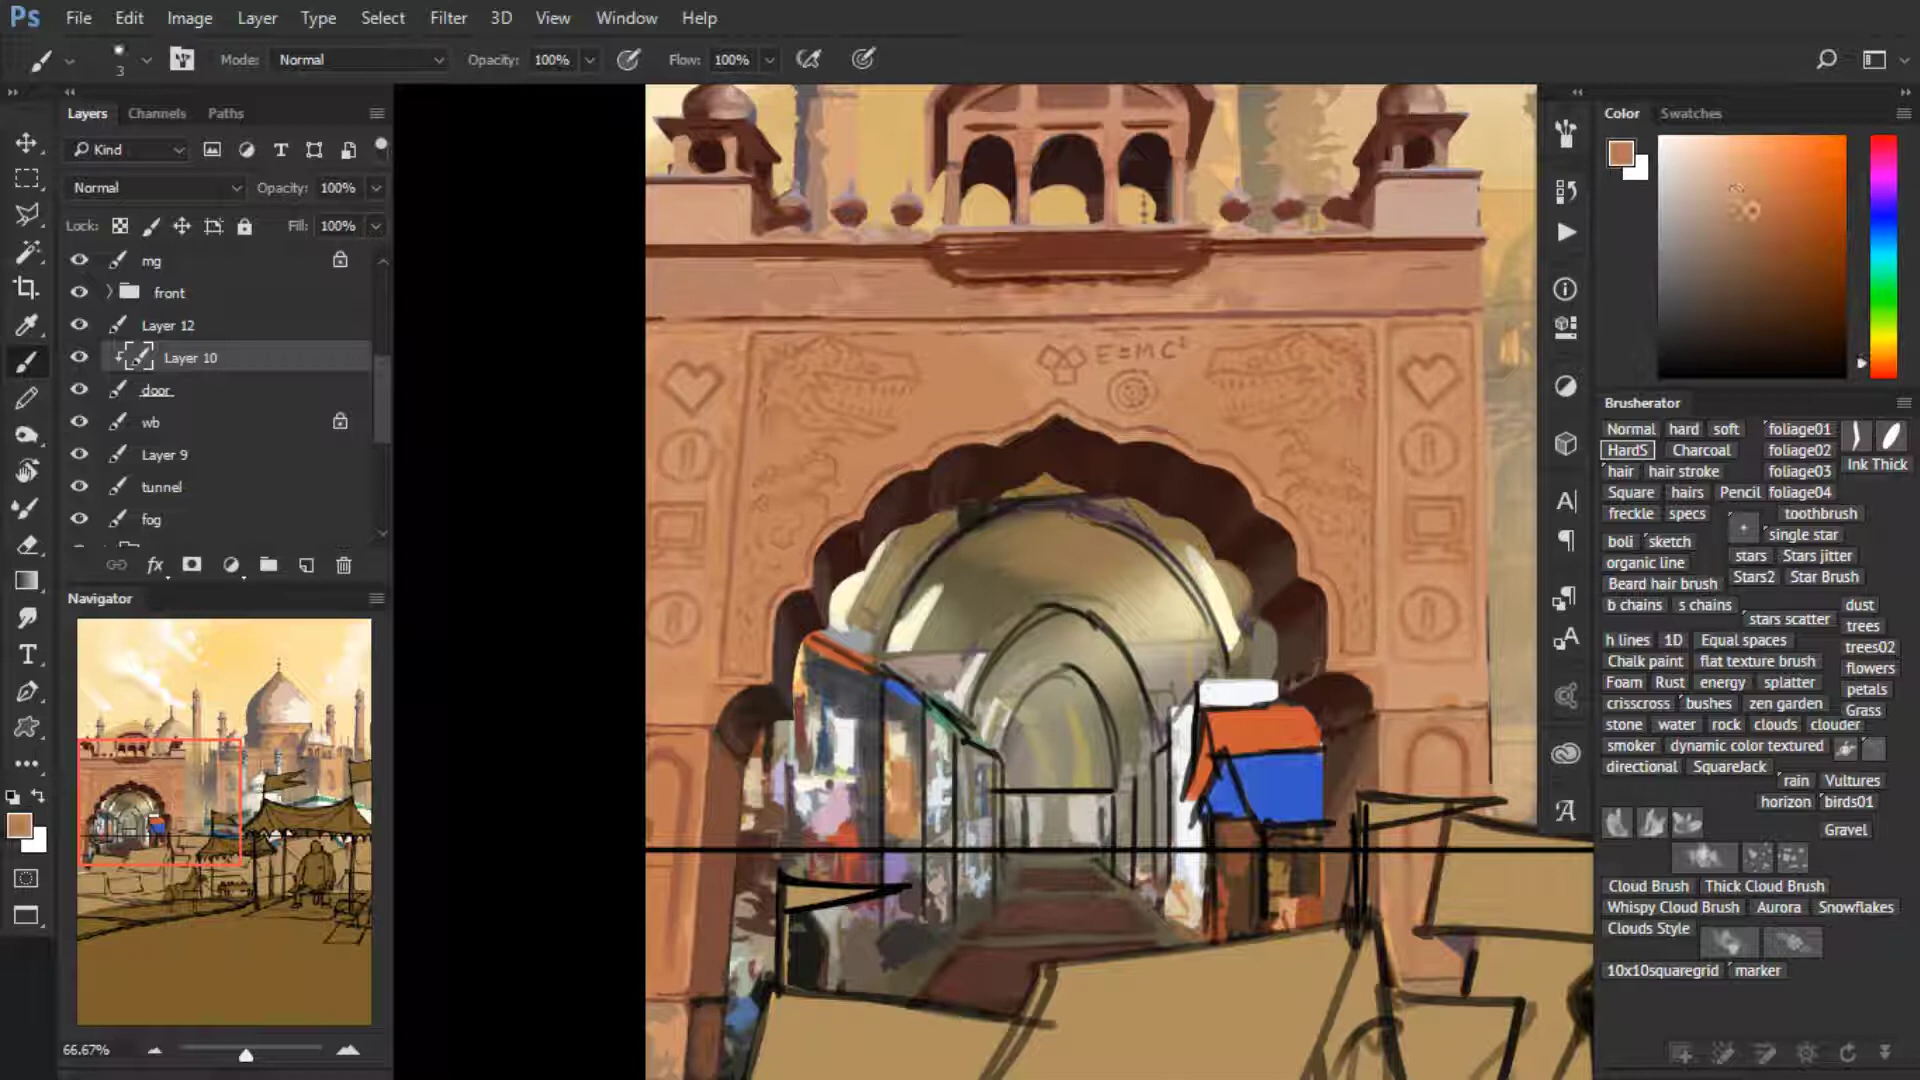 Ps File Edit Image Layer Type Select Filter 3D View Window Help
3 Mode: Normal Opacity: 100% Flow: 100%
Layers Channels Paths
Kind
Normal Opacity: 100%
Lock: Fill: 100%
mg
front
Layer 12
Layer 10
door
wb
Layer 9
tunnel
fog
fx
Navigator
66.67%
E=MC²
Color Swatches
Brusherator
Normal hard soft foliage01
HardS Charcoal foliage02
Ink Thick
hair hair stroke foliage03
Square hairs Pencil foliage04
freckle specs toothbrush
single star
boli sketch
stars Stars jitter
organic line
Stars2 Star Brush
Beard hair brush
b chains s chains dust
stars scatter trees
h lines 1D Equal spaces trees02
Chalk paint flat texture brush flowers
Foam Rust energy splatter petals
crisscross bushes zen garden Grass
stone water rock clouds clouder
smoker dynamic color textured
directional SquareJack
rain Vultures
horizon birds01
Gravel
Cloud Brush Thick Cloud Brush
Whispy Cloud Brush Aurora Snowflakes
Clouds Style
10x10squaregrid marker